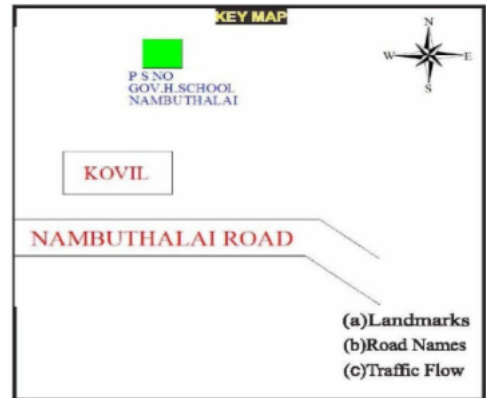 KEY MAP
N
W E
S
P S NO
GOV.H.SCHOOL
NAMBUTHALAI
KOVIL
NAMBUTHALAI ROAD
(a)Landmarks
(b)Road Names
(c)Traffic Flow